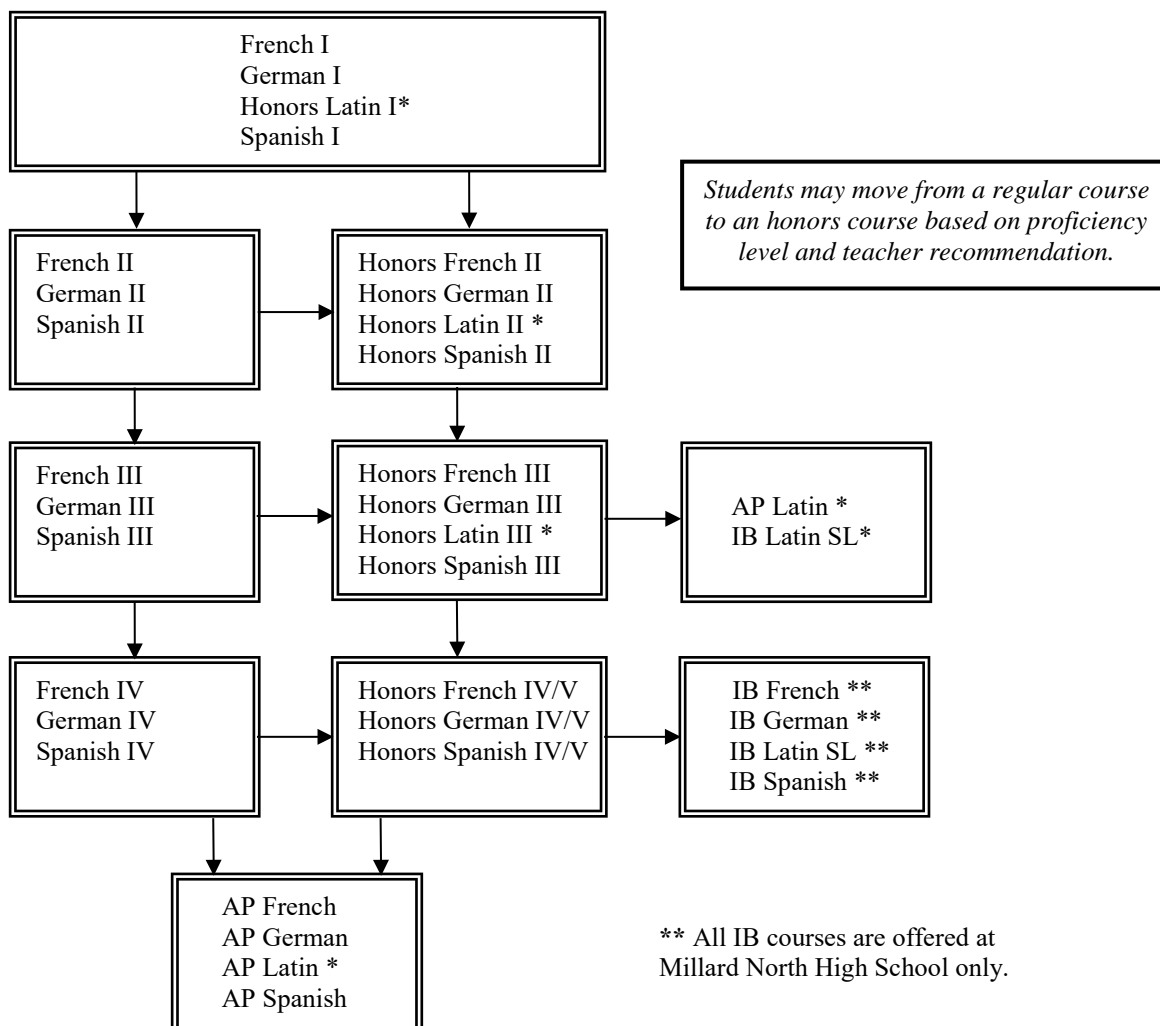 French I
German I
Honors Latin I*
Spanish I
Students may move from a regular course
to an honors course based on proficiency
level and teacher recommendation.
French II
German II
Spanish II
Honors French II
Honors German II
Honors Latin II *
Honors Spanish II
French III
German III
Spanish III
Honors French III
Honors German III
Honors Latin III *
Honors Spanish III
AP Latin *
IB Latin SL*
French IV
German IV
Spanish IV
Honors French IV/V
Honors German IV/V
Honors Spanish IV/V
IB French **
IB German **
IB Latin SL **
IB Spanish **
AP French
AP German
AP Latin *
AP Spanish
** All IB courses are offered at
Millard North High School only.